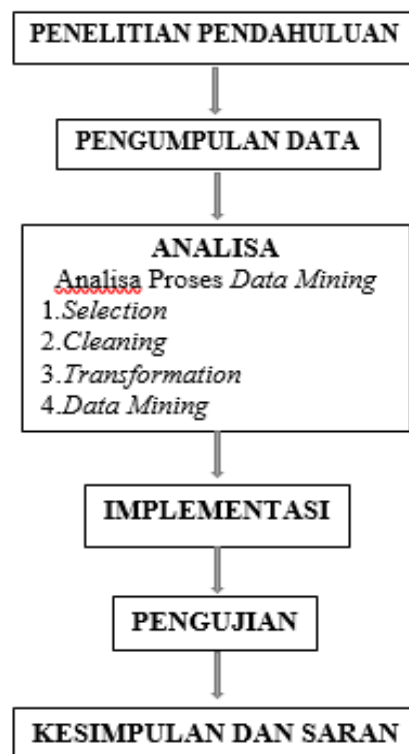 PENELITIAN PENDAHULUAN
PENGUMPULAN DATA
ANALISA
Analisa Proses Data Mining
1.Selection
2.Cleaning
3.Transformation
4.Data Mining
IMPLEMENTASI
PENGUJIAN
KESIMPULAN DAN SARAN